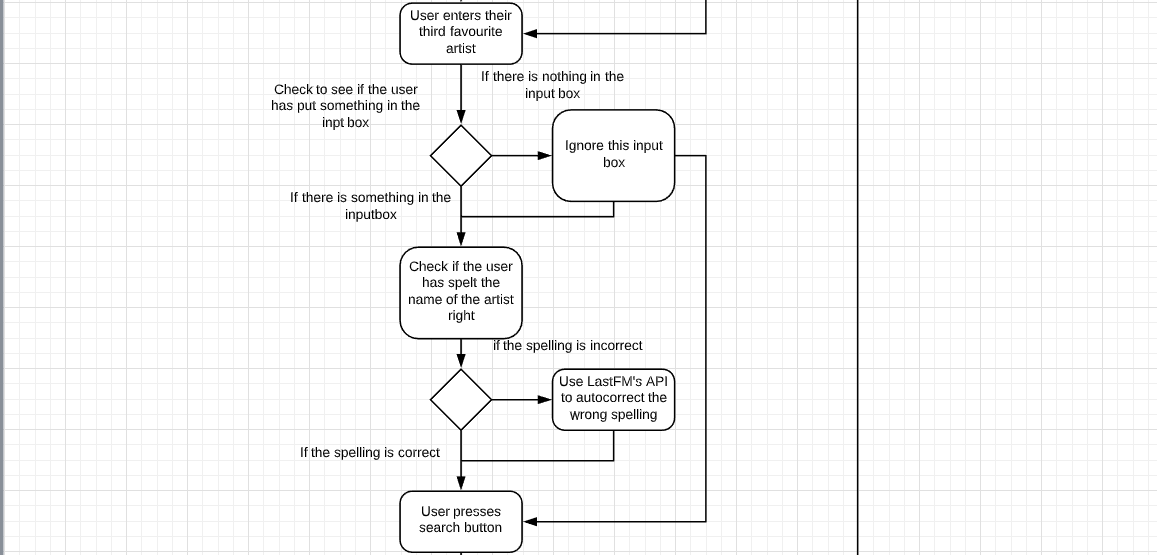 User enters their
third favourite
artist
If there is nothing in the
input box
Check to see if the user
has put something in the
inpt box
Ignore this input
box
If there is something in the
inputbox
Check if the user
has spelt the
name of the artist
right
if the spelling is incorrect
Use LastFM's API
to autocorrect the
wrong spelling
If the spelling is correct
User presses
search button